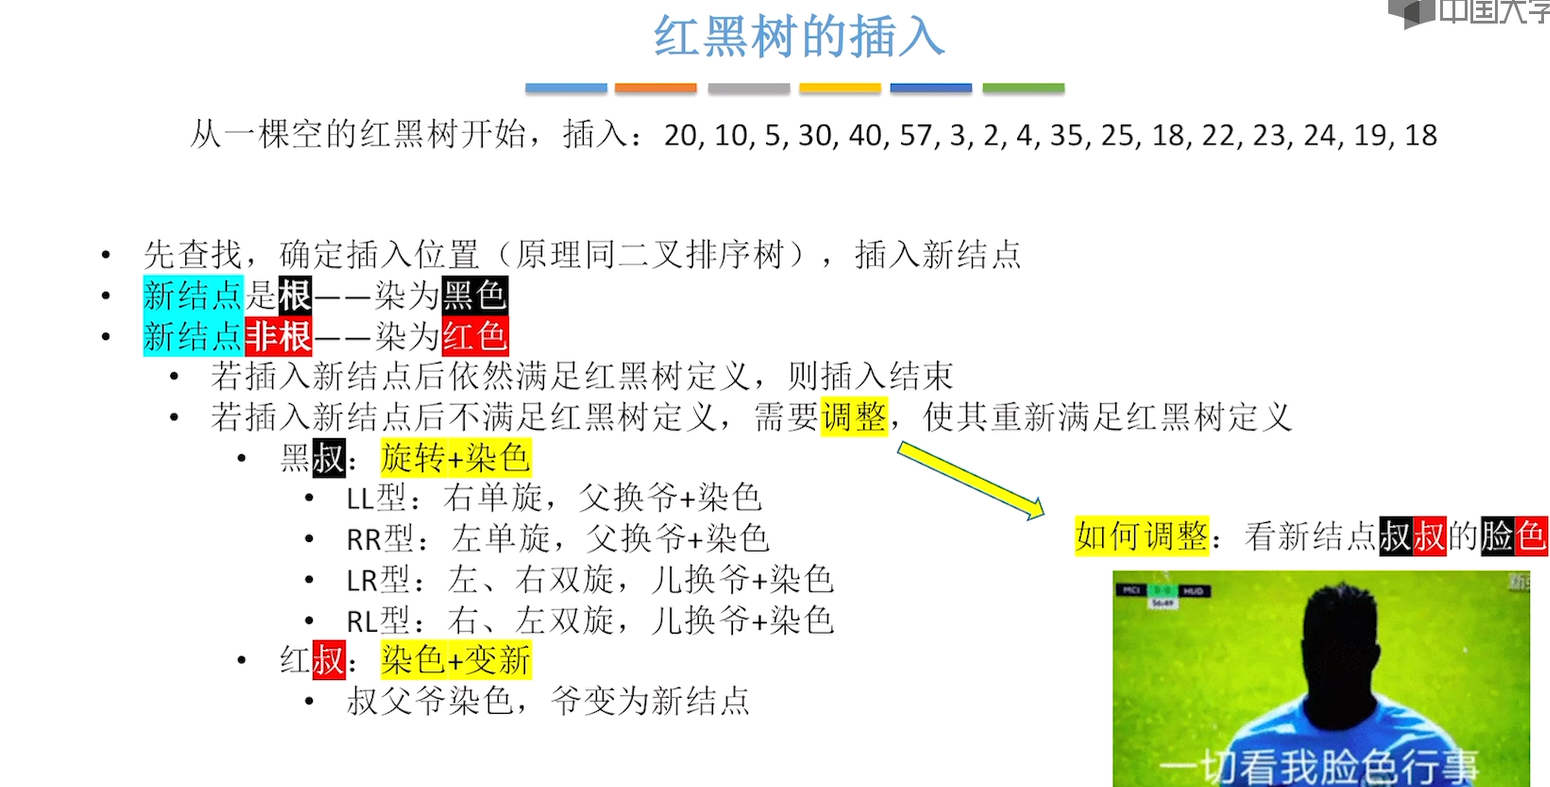 中国大学
红黑树的插入
从一棵空的红黑树开始，插入：20, 10, 5, 30, 40, 57, 3, 2, 4, 35, 25, 18, 22, 23, 24, 19, 18
• 先查找，确定插入位置（原理同二叉排序树），插入新结点
• 新结点是根——染为黑色
• 新结点非根——染为红色
• 若插入新结点后依然满足红黑树定义，则插入结束
• 若插入新结点后不满足红黑树定义，需要调整，使其重新满足红黑树定义
• 黑叔：旋转+染色
• LL型：右单旋，父换爷+染色
• RR型：左单旋，父换爷+染色
• LR型：左、右双旋，儿换爷+染色
• RL型：右、左双旋，儿换爷+染色
• 红叔：染色+变新
• 叔父爷染色，爷变为新结点
如何调整：看新结点叔叔的脸色
MCI 0-0 HUD
56:49
一切看我脸色行事